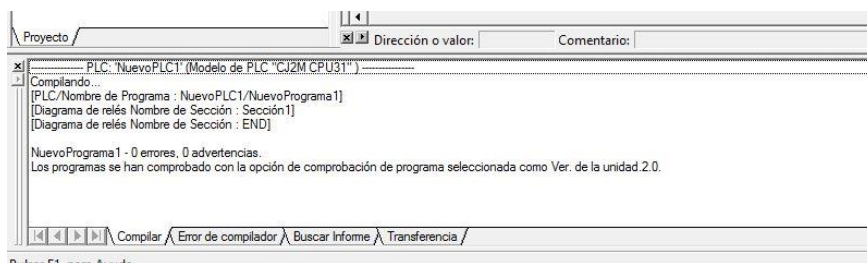 Proyecto
Dirección o valor: Comentario:
--------------- PLC: 'NuevoPLC1' (Modelo de PLC "CJ2M CPU31" ) ---------------
Compilando...
[PLC/Nombre de Programa : NuevoPLC1/NuevoPrograma1]
[Diagrama de relés Nombre de Sección : Sección1]
[Diagrama de relés Nombre de Sección : END]
NuevoPrograma1 - 0 errores, 0 advertencias.
Los programas se han comprobado con la opción de comprobación de programa seleccionada como Ver. de la unidad.2.0.
Compilar Error de compilador Buscar Informe Transferencia